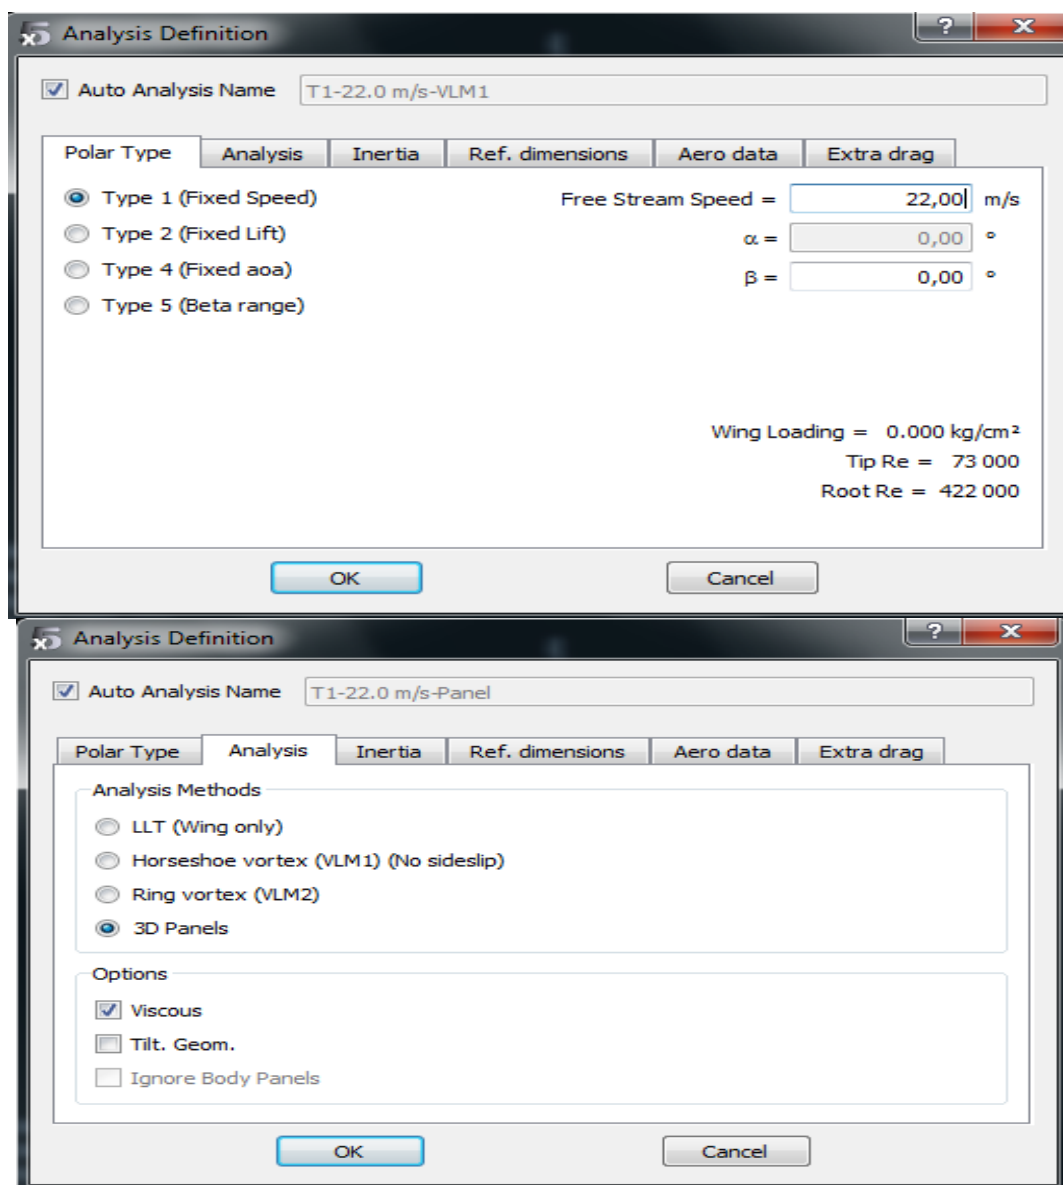 Analysis Definition
Auto Analysis Name T1-22.0 m/s-VLM1
Polar Type Analysis Inertia Ref. dimensions Aero data Extra drag
Type 1 (Fixed Speed) Free Stream Speed = 22,00 m/s
Type 2 (Fixed Lift) α = 0,00 °
Type 4 (Fixed aoa) β = 0,00 °
Type 5 (Beta range)
Wing Loading = 0.000 kg/cm²
Tip Re = 73 000
Root Re = 422 000
OK Cancel
Analysis Definition
Auto Analysis Name T1-22.0 m/s-Panel
Polar Type Analysis Inertia Ref. dimensions Aero data Extra drag
Analysis Methods
LLT (Wing only)
Horseshoe vortex (VLM1) (No sideslip)
Ring vortex (VLM2)
3D Panels
Options
Viscous
Tilt. Geom.
Ignore Body Panels
OK Cancel